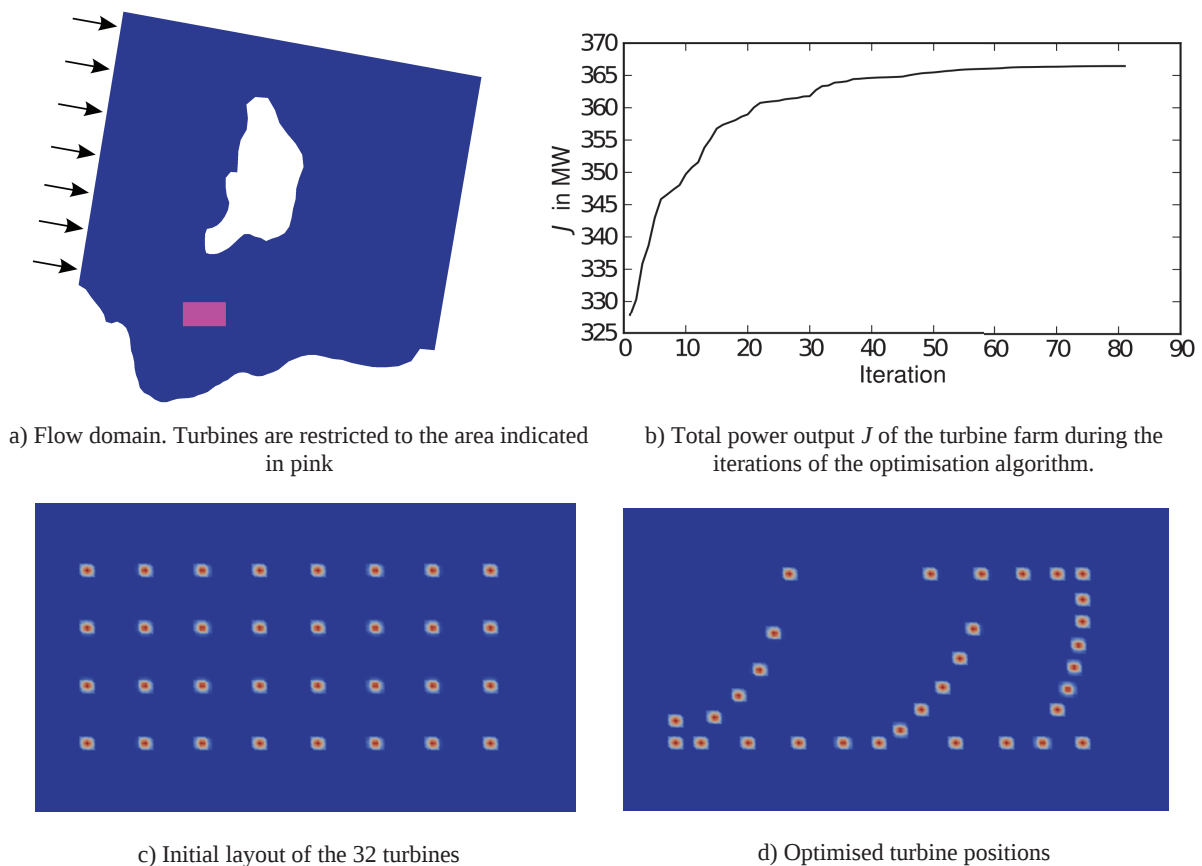 a) Flow domain. Turbines are restricted to the area indicated
in pink
370
365
360
355
350
345
340
335
330
325
J in MW
0 10 20 30 40 50 60 70 80 90
Iteration
b) Total power output J of the turbine farm during the
iterations of the optimisation algorithm.
c) Initial layout of the 32 turbines
d) Optimised turbine positions